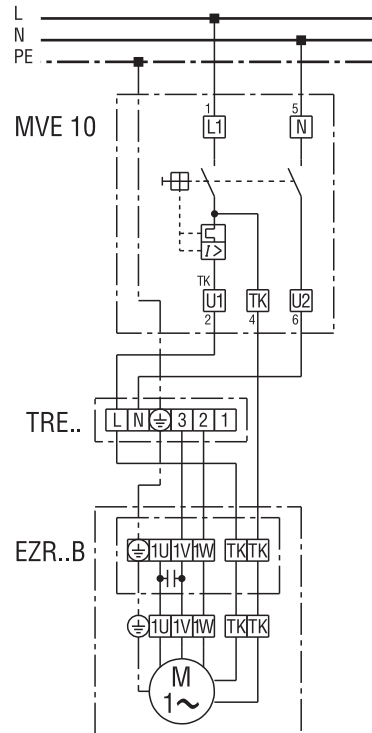 L
N
PE
MVE 10
1 5
L1 N
I>
TK
U1 TK U2
2 4 6
TRE..
L N 3 2 1
EZR..B
1U 1V 1W TK TK
1U 1V 1W TK TK
M
1~